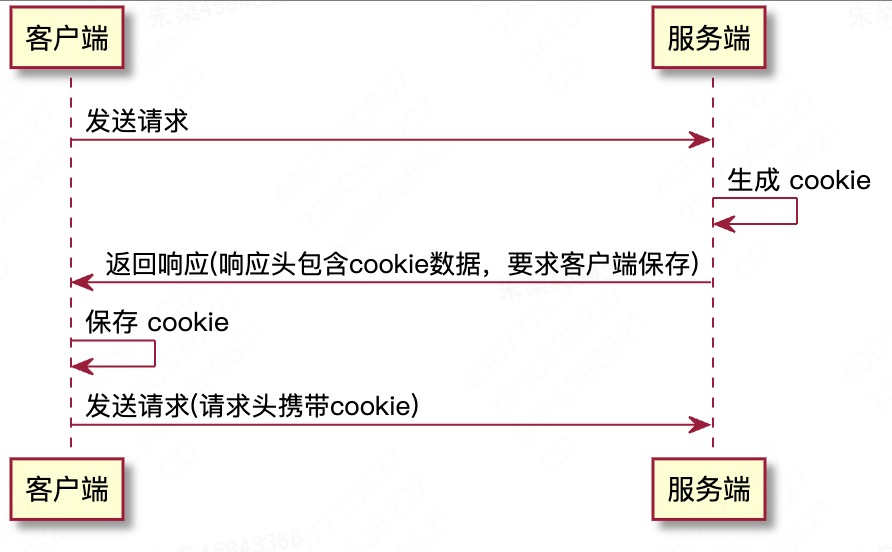 客户端
服务端
发送请求
生成 cookie
返回响应(响应头包含cookie数据，要求客户端保存)
保存 cookie
发送请求(请求头携带cookie)
客户端
服务端